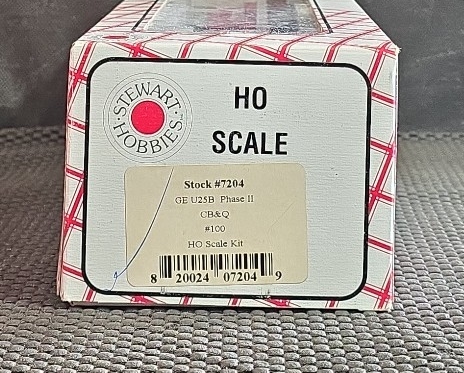 STEWART HOBBIES
HO
SCALE
Stock #7204
GE U25B Phase II
CB&Q
#100
HO Scale Kit
8 20024 07204 9